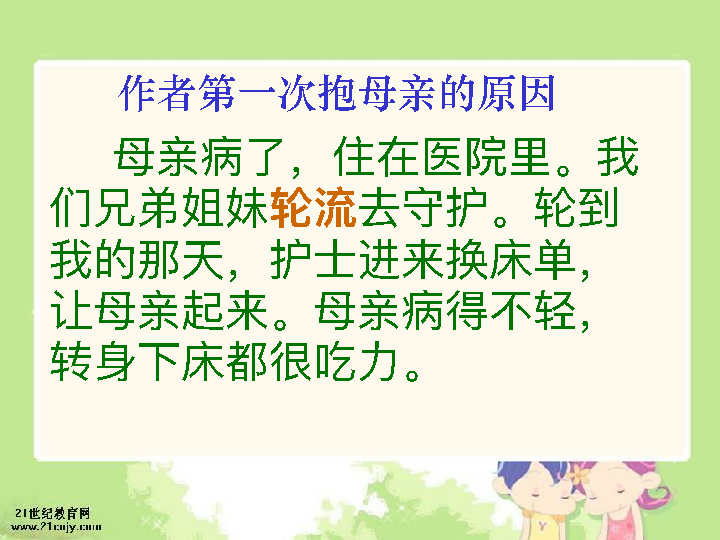 作者第一次抱母亲的原因
母亲病了，住在医院里。我
们兄弟姐妹轮流去守护。轮到
我的那天，护士进来换床单，
让母亲起来。母亲病得不轻，
转身下床都很吃力。
21世纪教育网
www.21cnjy.com